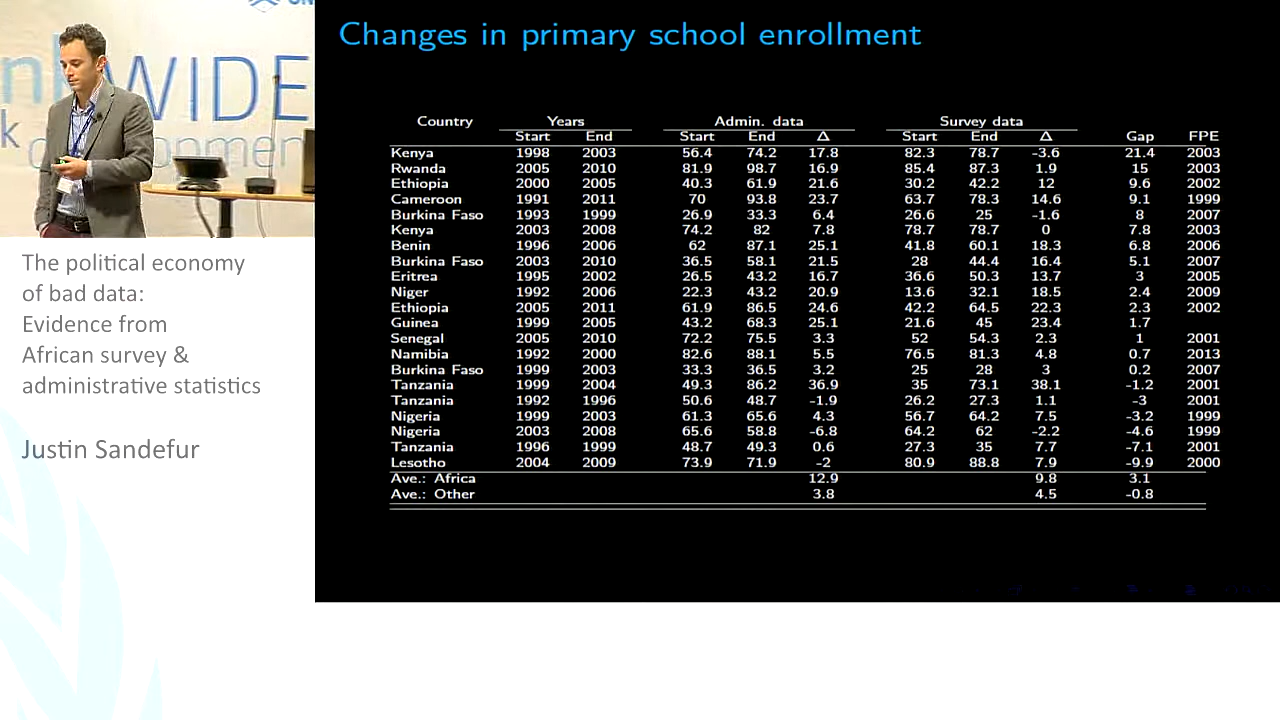 UN
WIDE
k
onmen
Changes in primary school enrollment
The political economy
of bad data:
Evidence from
African survey &
administrative statistics
Justin Sandefur
Country Years Admin. data Survey data
Start End Start End Δ Start End Δ Gap FPE
Kenya 1998 2003 56.4 74.2 17.8 82.3 78.7 -3.6 21.4 2003
Rwanda 2005 2010 81.9 98.7 16.9 85.4 87.3 1.9 15 2003
Ethiopia 2000 2005 40.3 61.9 21.6 30.2 42.2 12 9.6 2002
Cameroon 1991 2011 70 93.8 23.7 63.7 78.3 14.6 9.1 1999
Burkina Faso 1993 1999 26.9 33.3 6.4 26.6 25 -1.6 8 2007
Kenya 2003 2008 74.2 82 7.8 78.7 78.7 0 7.8 2003
Benin 1996 2006 62 87.1 25.1 41.8 60.1 18.3 6.8 2006
Burkina Faso 2003 2010 36.5 58.1 21.5 28 44.4 16.4 5.1 2007
Eritrea 1995 2002 26.5 43.2 16.7 36.6 50.3 13.7 3 2005
Niger 1992 2006 22.3 43.2 20.9 13.6 32.1 18.5 2.4 2009
Ethiopia 2005 2011 61.9 86.5 24.6 42.2 64.5 22.3 2.3 2002
Guinea 1999 2005 43.2 68.3 25.1 21.6 45 23.4 1.7
Senegal 2005 2010 72.2 75.5 3.3 52 54.3 2.3 1 2001
Namibia 1992 2000 82.6 88.1 5.5 76.5 81.3 4.8 0.7 2013
Burkina Faso 1999 2003 33.3 36.5 3.2 25 28 3 0.2 2007
Tanzania 1999 2004 49.3 86.2 36.9 35 73.1 38.1 -1.2 2001
Tanzania 1992 1996 50.6 48.7 -1.9 26.2 27.3 1.1 -3 2001
Nigeria 1999 2003 61.3 65.6 4.3 56.7 64.2 7.5 -3.2 1999
Nigeria 2003 2008 65.6 58.8 -6.8 64.2 62 -2.2 -4.6 1999
Tanzania 1996 1999 48.7 49.3 0.6 27.3 35 7.7 -7.1 2001
Lesotho 2004 2009 73.9 71.9 -2 80.9 88.8 7.9 -9.9 2000
Ave.: Africa 12.9 9.8 3.1
Ave.: Other 3.8 4.5 -0.8